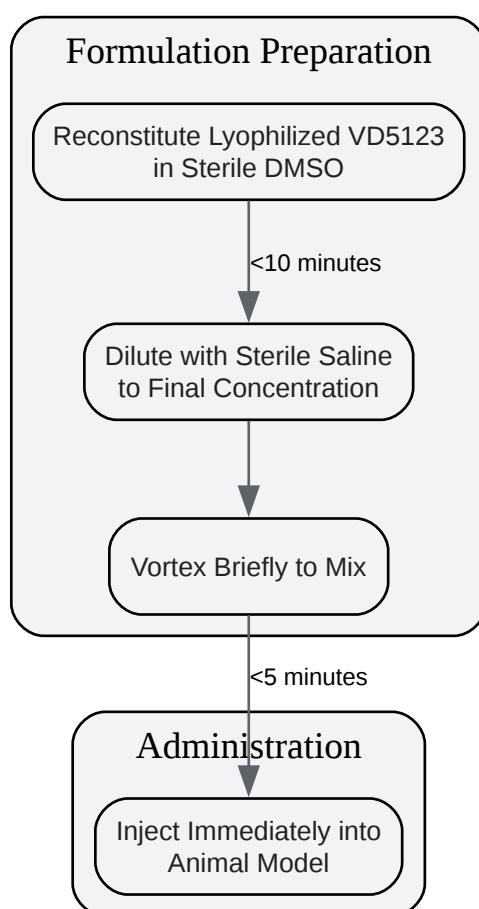 Formulation Preparation
Reconstitute Lyophilized VD5123
in Sterile DMSO
<10 minutes
Dilute with Sterile Saline
to Final Concentration
Vortex Briefly to Mix
<5 minutes
Administration
Inject Immediately into
Animal Model